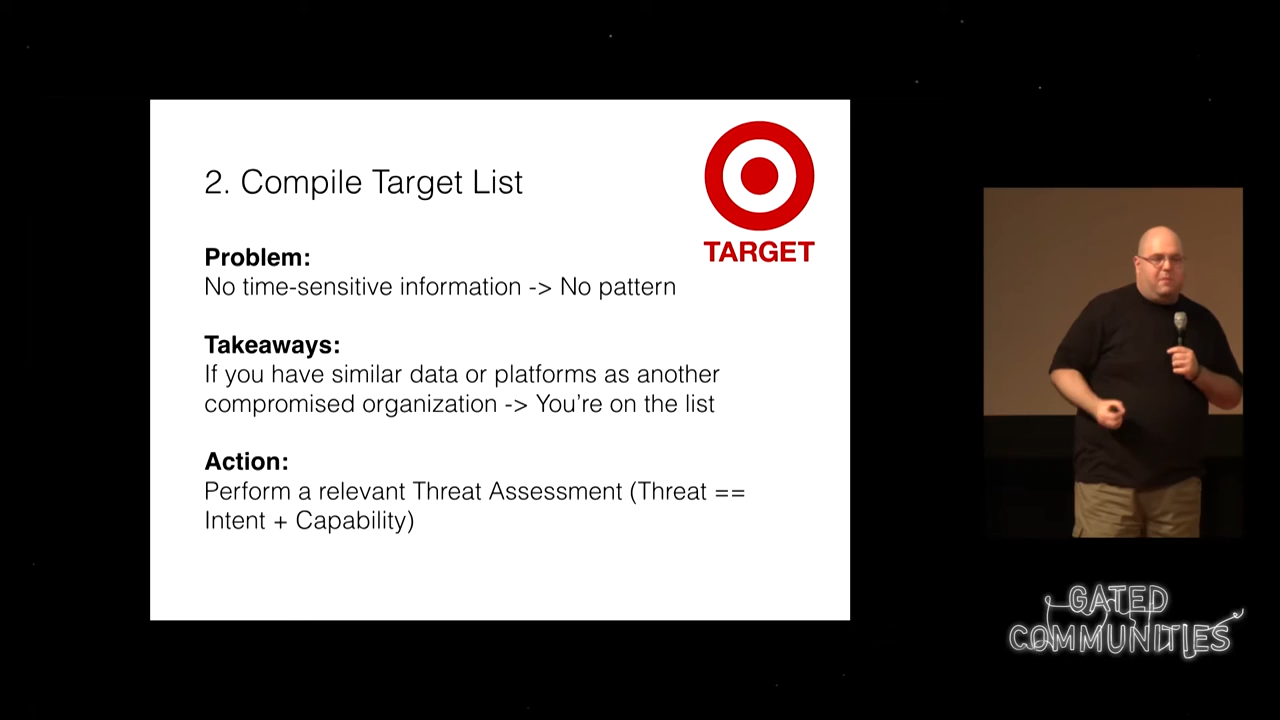 2. Compile Target List
TARGET
Problem:
No time-sensitive information -> No pattern
Takeaways:
If you have similar data or platforms as another
compromised organization -> You're on the list
Action:
Perform a relevant Threat Assessment (Threat ==
Intent + Capability)
GATED
COMMUNITIES